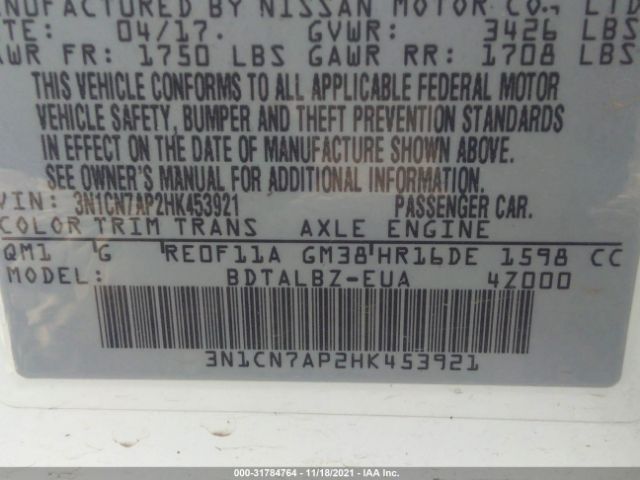 MANUFACTURED BY NISSAN MOTOR CO., LTD
DATE: 04/17. GVWR: 3426 LBS
GAWR FR: 1750 LBS GAWR RR: 1708 LBS
THIS VEHICLE CONFORMS TO ALL APPLICABLE FEDERAL MOTOR
VEHICLE SAFETY, BUMPER AND THEFT PREVENTION STANDARDS
IN EFFECT ON THE DATE OF MANUFACTURE SHOWN ABOVE.
SEE OWNER'S MANUAL FOR ADDITIONAL INFORMATION.
VIN: 3N1CN7AP2HK453921 PASSENGER CAR.
COLOR TRIM TRANS AXLE ENGINE
QM1 G RE0F11A GM38 HR16DE 1598 CC
MODEL: BDTALBZ-EUA 4Z000
3N1CN7AP2HK453921
000-31784764 | 11/18/2021 | IAA Inc.